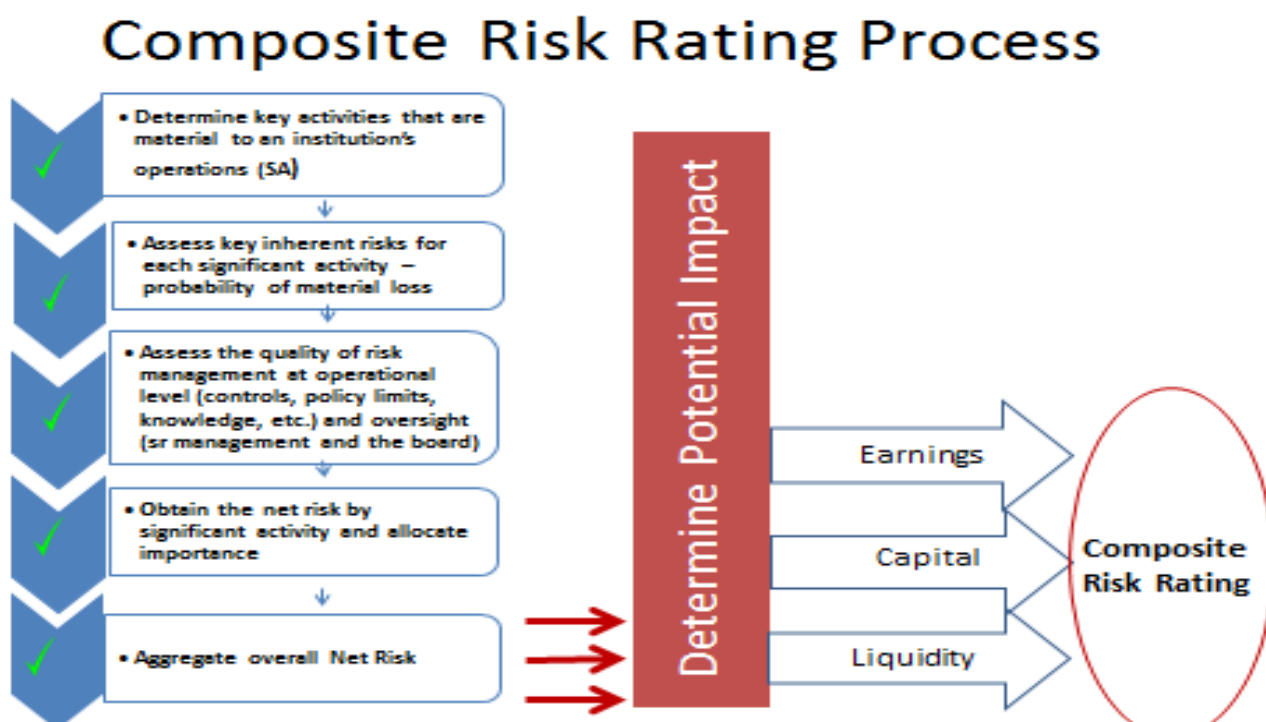 Composite Risk Rating Process
• Determine key activities that are
material to an institution's
operations (SA)
• Assess key inherent risks for
each significant activity –
probability of material loss
• Assess the quality of risk
management at operational
level (controls, policy limits,
knowledge, etc.) and oversight
(sr management and the board)
• Obtain the net risk by
significant activity and allocate
importance
• Aggregate overall Net Risk
Determine Potential Impact
Earnings
Capital
Liquidity
Composite
Risk Rating